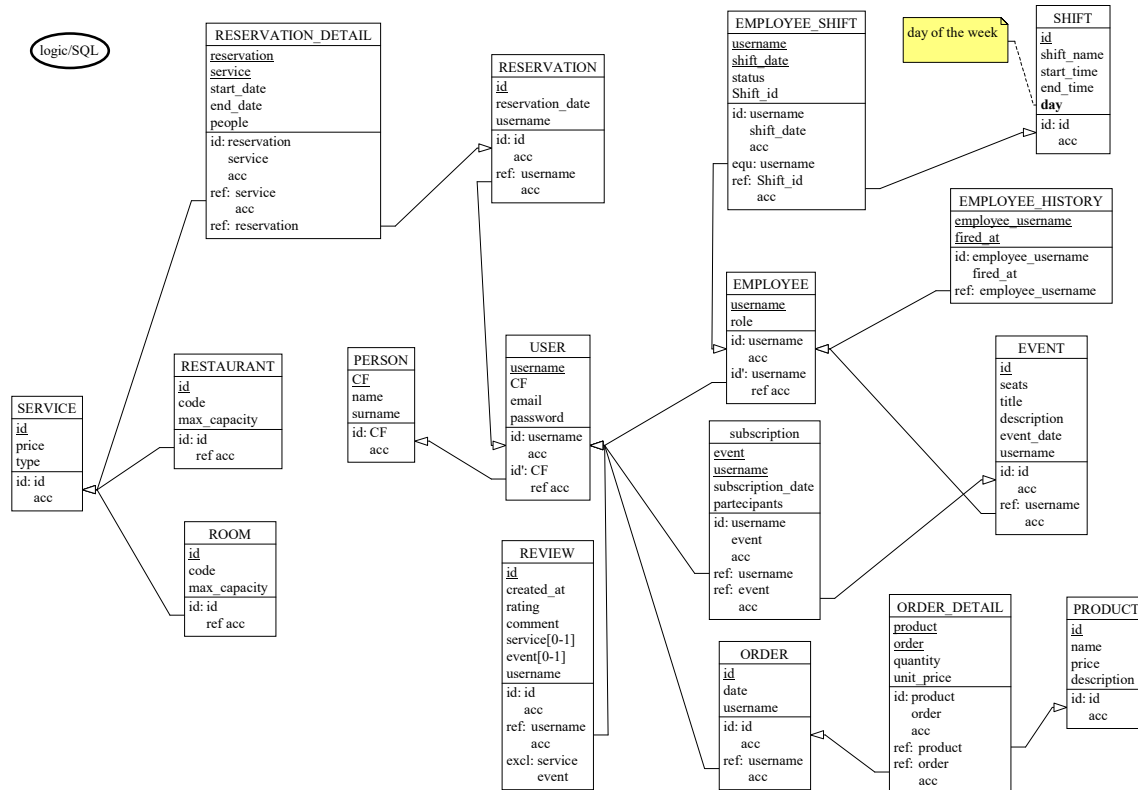 logic/SQL
RESERVATION_DETAIL
reservation
service
start_date
end_date
people
id: reservation
service
acc
ref: service
acc
ref: reservation
RESERVATION
id
reservation_date
username
id: id
acc
ref: username
acc
EMPLOYEE_SHIFT
username
shift_date
status
Shift_id
id: username
shift_date
acc
equ: username
ref: Shift_id
acc
day of the week
SHIFT
id
shift_name
start_time
end_time
day
id: id
acc
EMPLOYEE_HISTORY
employee_username
fired_at
id: employee_username
fired_at
ref: employee_username
EMPLOYEE
username
role
id: username
acc
id': username
ref acc
SERVICE
id
price
type
id: id
acc
RESTAURANT
id
code
max_capacity
id: id
ref acc
ROOM
id
code
max_capacity
id: id
ref acc
PERSON
CF
name
surname
id: CF
acc
USER
username
CF
email
password
id: username
acc
id': CF
ref acc
REVIEW
id
created_at
rating
comment
service[0-1]
event[0-1]
username
id: id
acc
ref: username
acc
excl: service
event
subscription
event
username
subscription_date
partecipants
id: username
event
acc
ref: username
ref: event
acc
EVENT
id
seats
title
description
event_date
username
id: id
acc
ref: username
acc
ORDER
id
date
username
id: id
acc
ref: username
acc
ORDER_DETAIL
product
order
quantity
unit_price
id: product
order
acc
ref: product
ref: order
acc
PRODUCT
id
name
price
description
id: id
acc